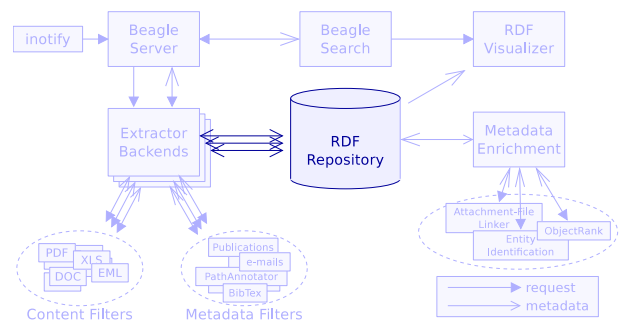 inotify
Beagle
Server
Beagle
Search
RDF
Visualizer
Extractor
Backends
RDF
Repository
Metadata
Enrichment
Attachment-File
Linker
ObjectRank
Entity
Identification
PDF
XLS
DOC
EML
Content Filters
Publications
e-mails
PathAnnotator
BibTex
Metadata Filters
request
metadata